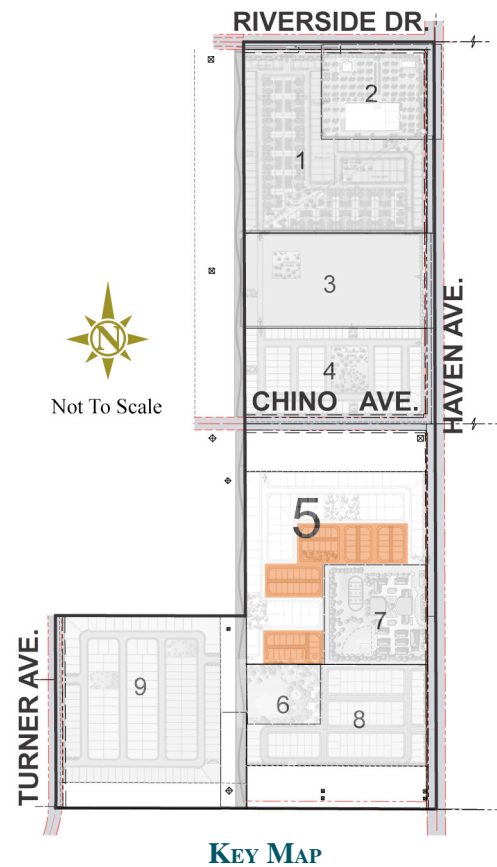 RIVERSIDE DR.
2
1
3
HAVEN AVE.
N
Not To Scale
4
CHINO AVE.
5
7
TURNER AVE.
9
6
8
KEY MAP